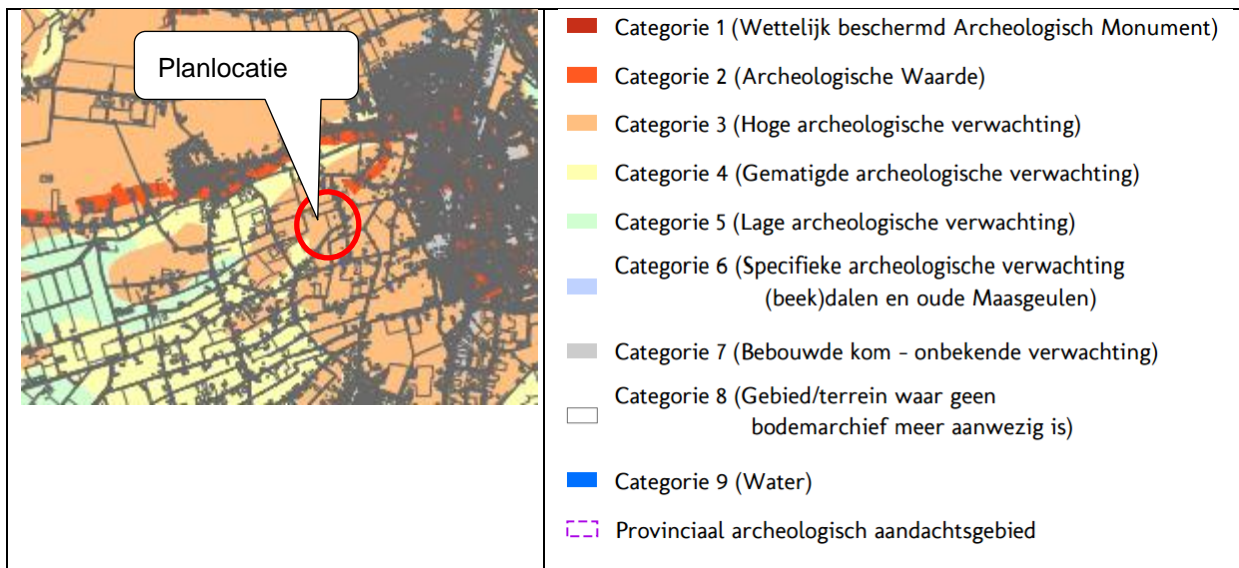 Planlocatie
Categorie 1 (Wettelijk beschermd Archeologisch Monument)
Categorie 2 (Archeologische Waarde)
Categorie 3 (Hoge archeologische verwachting)
Categorie 4 (Gematigde archeologische verwachting)
Categorie 5 (Lage archeologische verwachting)
Categorie 6 (Specifieke archeologische verwachting
(beek)dalen en oude Maasgeulen)
Categorie 7 (Bebouwde kom – onbekende verwachting)
Categorie 8 (Gebied/terrein waar geen
bodemarchief meer aanwezig is)
Categorie 9 (Water)
Provinciaal archeologisch aandachtsgebied